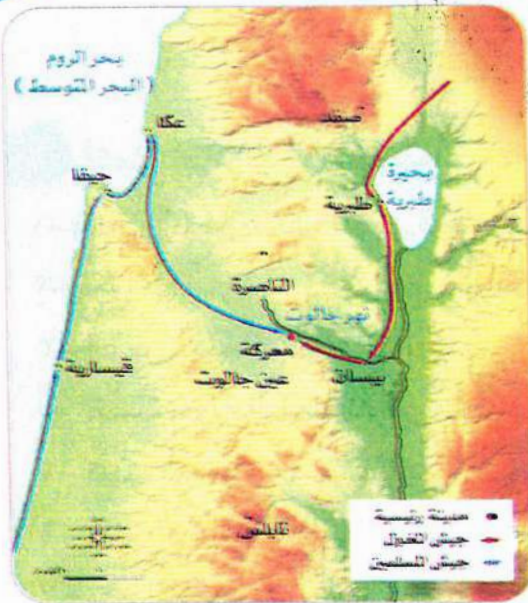 بحر الروم
(البحر المتوسط)
عكا
صفد
حيفا
بحيرة
طبرية
طبرية
الناصرة
نهر جالوت
معركة
عين جالوت
بيسان
قيسارية
نابلس
مدينة رئيسية
جيش المغول
جيش المسلمين